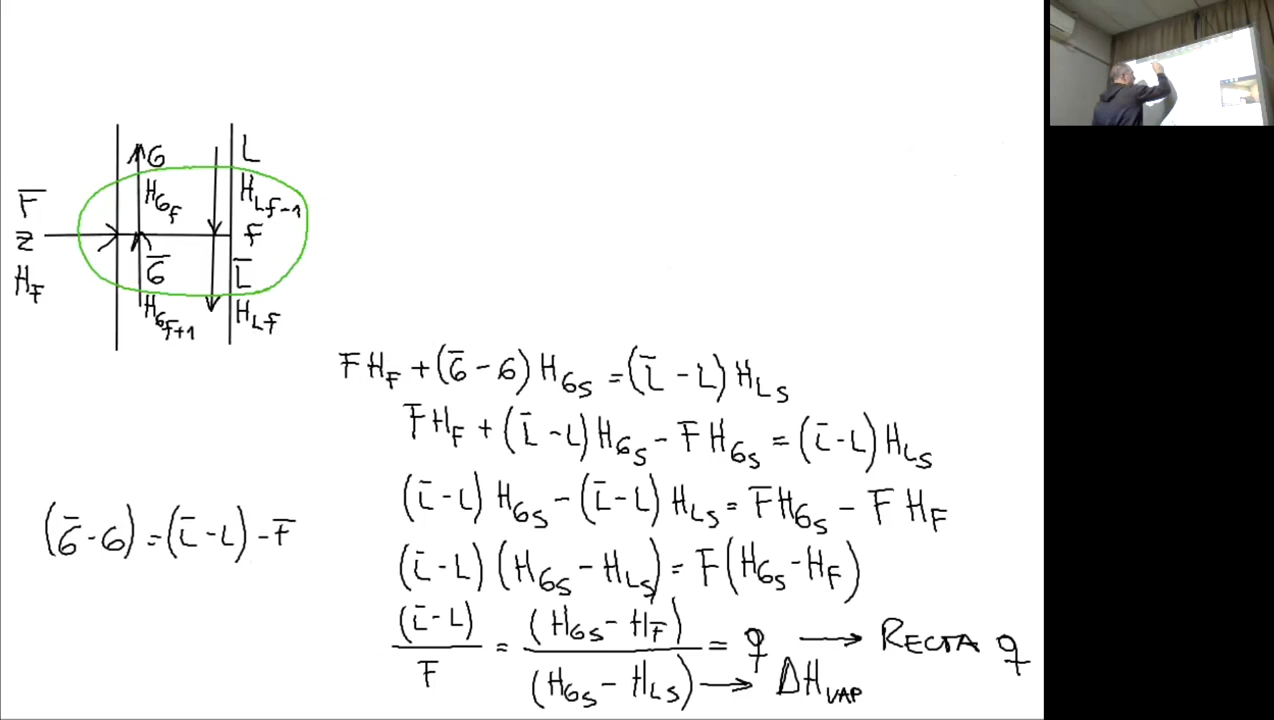 G L
F̅ H_Gf H_Lf-1
z f
H_F G̅ L̅
H_Gf+1 H_Lf
F H_F + (G̅ - G) H_GS = (L̅ - L) H_LS
F H_F + (L̅ - L) H_GS - F H_GS = (L̅ - L) H_LS
(L̅ - L) H_GS - (L̅ - L) H_LS = F H_GS - F H_F
(G̅ - G) = (L̅ - L) - F
(L̅ - L) (H_GS - H_LS) = F (H_GS - H_F)
(L̅ - L) / F = (H_GS - H_F) / (H_GS - H_LS) = q → RECTA q
→ ΔH_VAP